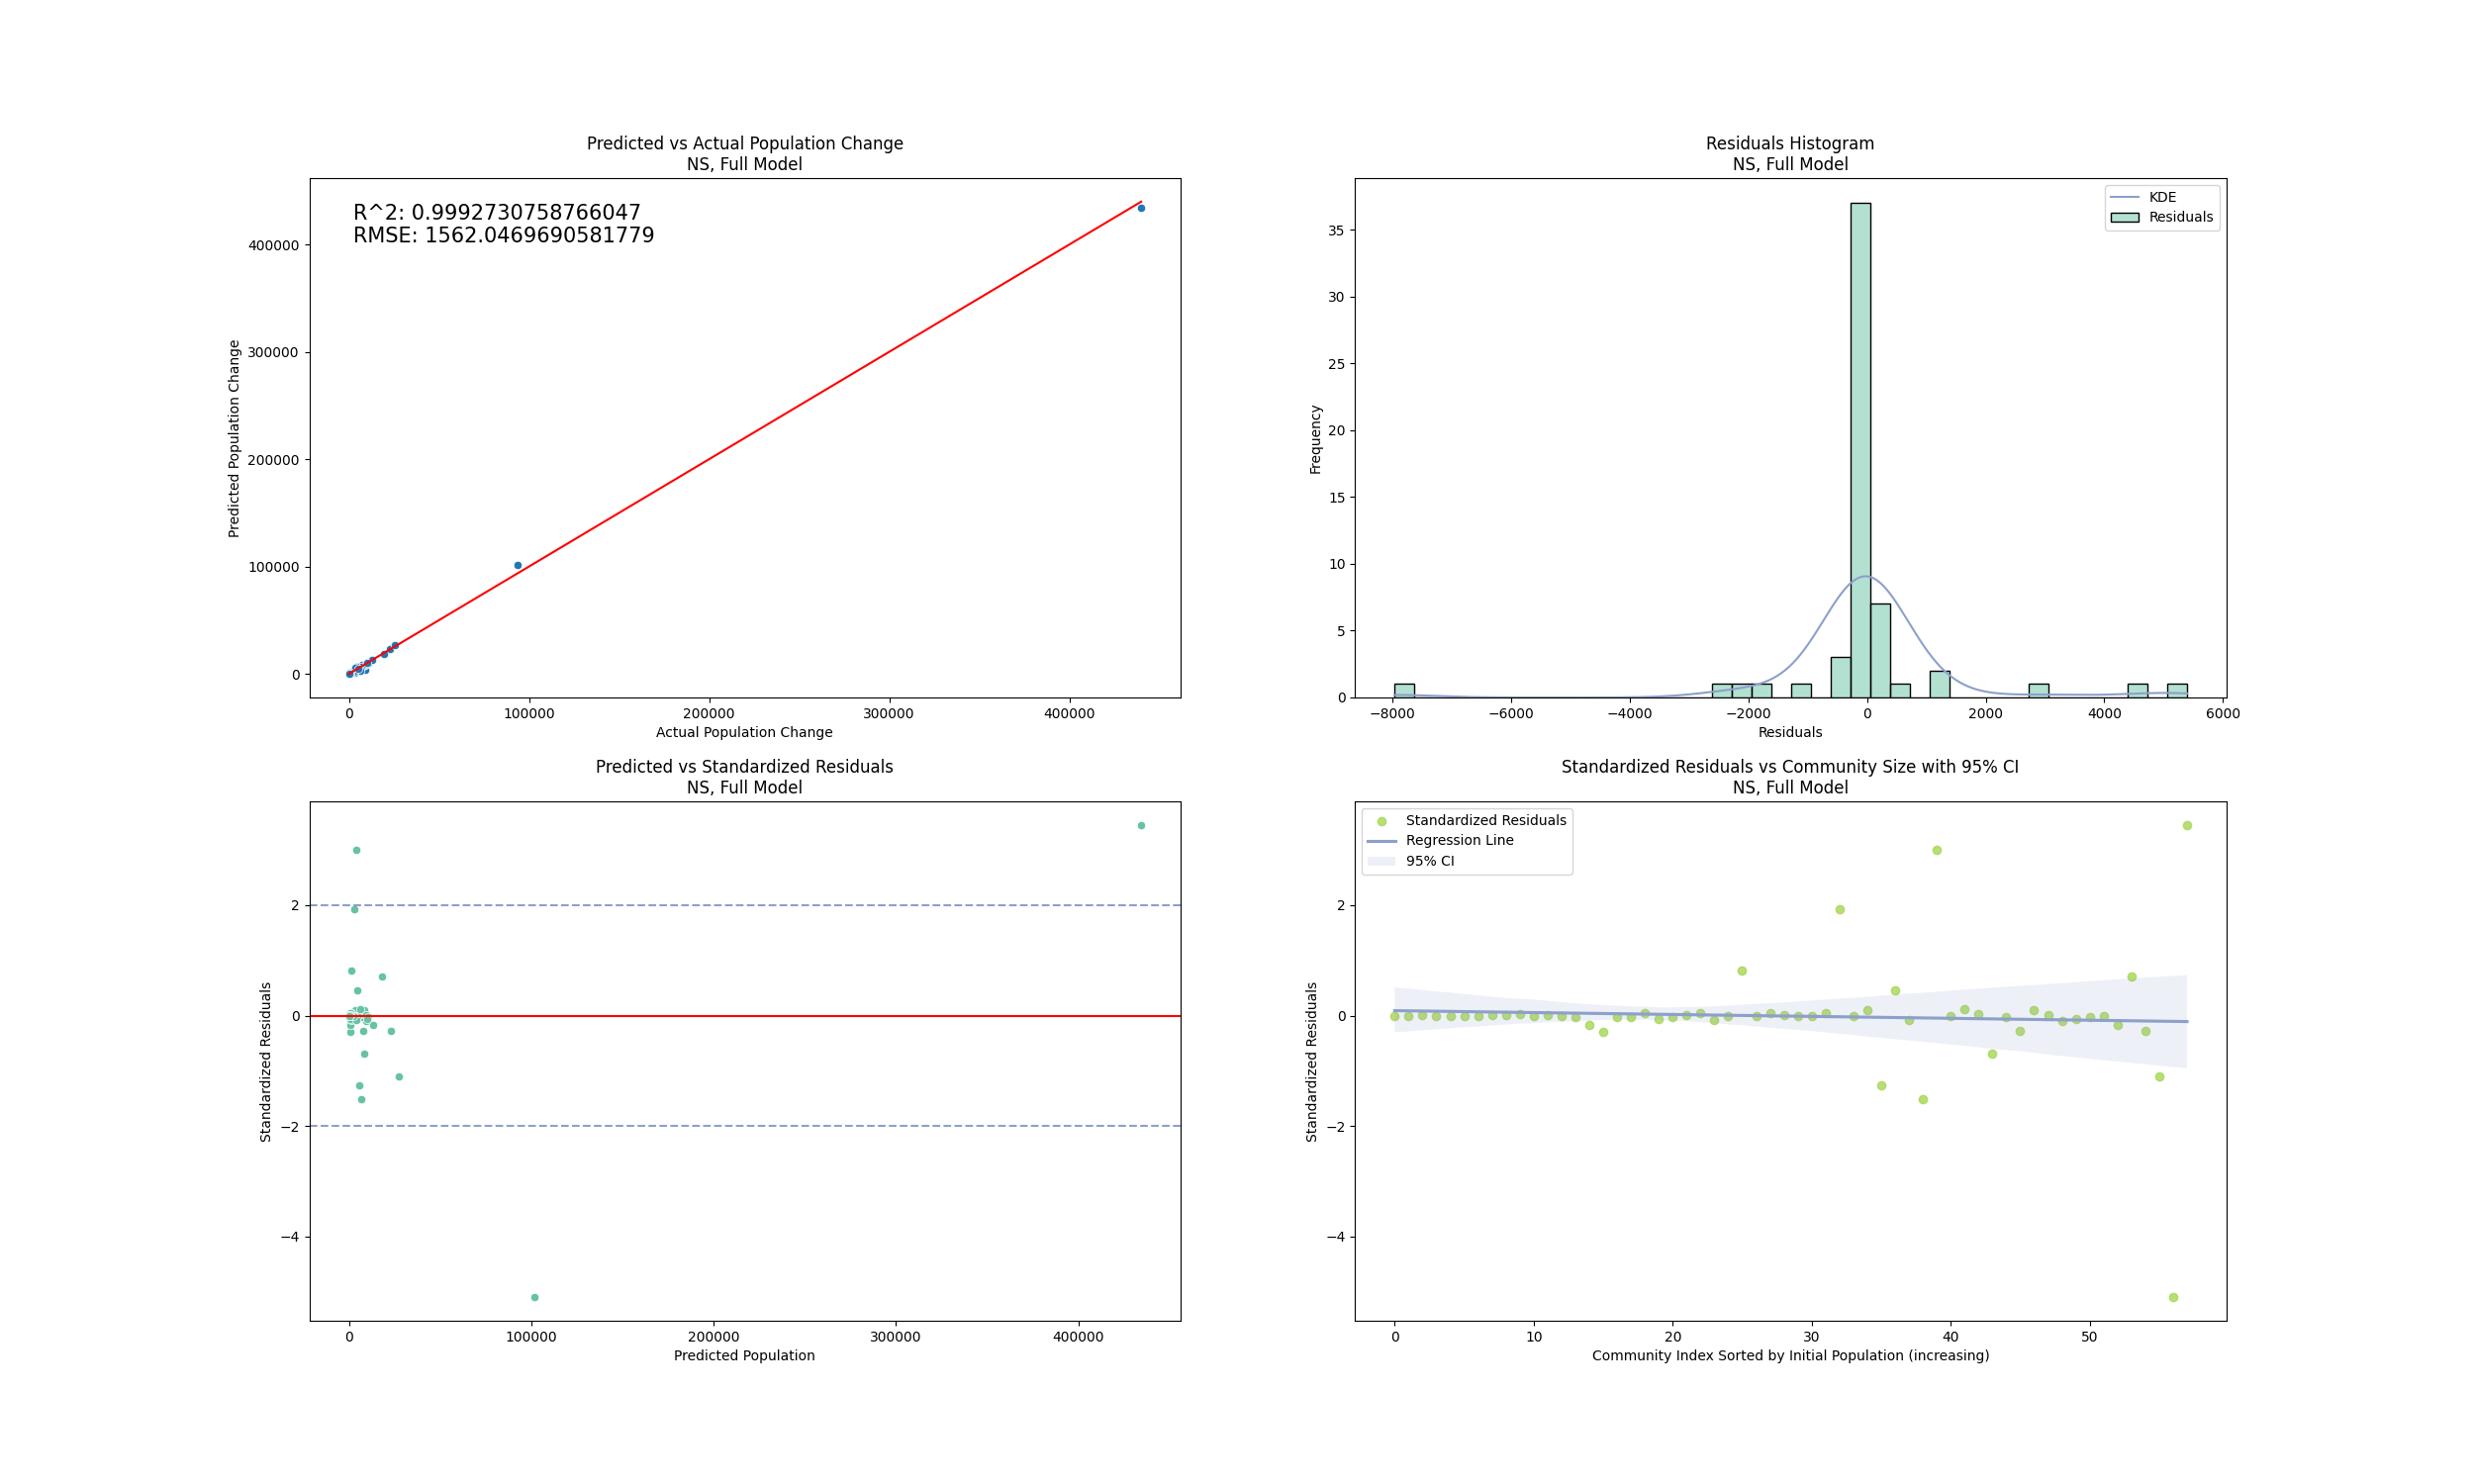 Predicted vs Actual Population Change
NS, Full Model
R^2: 0.9992730758766047
RMSE: 1562.0469690581779
400000
300000
200000
100000
0
Predicted Population Change
0 100000 200000 300000 400000
Actual Population Change
Residuals Histogram
NS, Full Model
KDE
Residuals
35
30
25
20
15
10
5
0
Frequency
−8000 −6000 −4000 −2000 0 2000 4000 6000
Residuals
Predicted vs Standardized Residuals
NS, Full Model
2
0
−2
−4
Standardized Residuals
0 100000 200000 300000 400000
Predicted Population
Standardized Residuals vs Community Size with 95% CI
NS, Full Model
Standardized Residuals
Regression Line
95% CI
2
0
−2
−4
Standardized Residuals
0 10 20 30 40 50
Community Index Sorted by Initial Population (increasing)